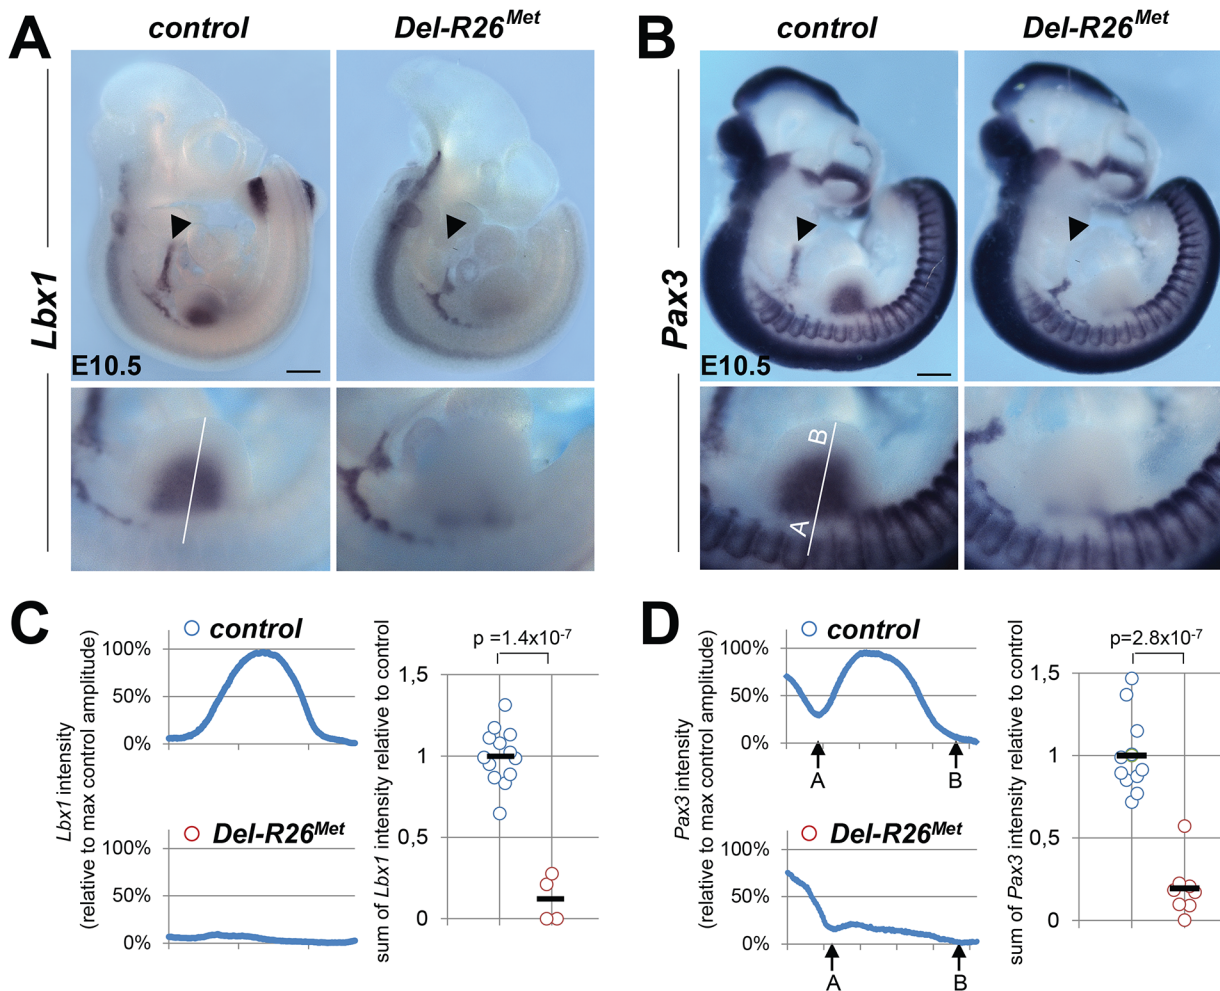 A
control
Del-R26Met
Lbx1
E10.5
B
control
Del-R26Met
Pax3
E10.5
B
A
C
control
Lbx1 intensity
(relative to max control amplitude)
100%
50%
0%
Del-R26Met
100%
50%
0%
sum of Lbx1 intensity relative to control
p =1.4x10-7
1,5
1
0,5
0
D
control
Pax3 intensity
(relative to max control amplitude)
100%
50%
0%
A
B
Del-R26Met
100%
50%
0%
A
B
sum of Pax3 intensity relative to control
p=2.8x10-7
1,5
1
0,5
0